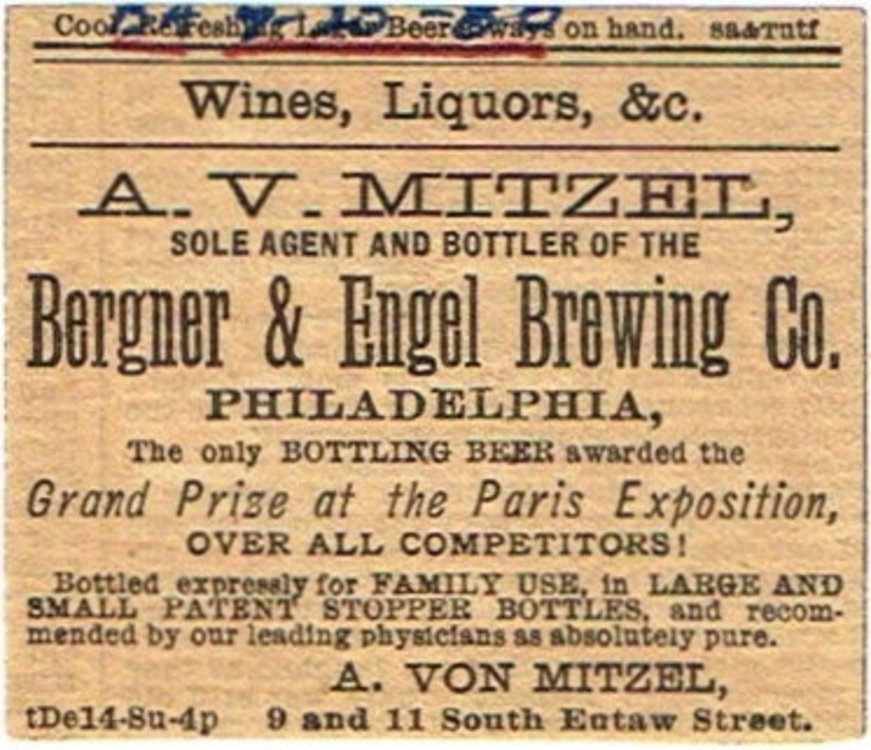 Cool Refreshing Lager Beer always on hand. sa&Tutf
Wines, Liquors, &c.
A. V. MITZEL,
SOLE AGENT AND BOTTLER OF THE
Bergner & Engel Brewing Co.
PHILADELPHIA,
The only BOTTLING BEER awarded the
Grand Prize at the Paris Exposition,
OVER ALL COMPETITORS!
Bottled expressly for FAMILY USE, in LARGE AND
SMALL PATENT STOPPER BOTTLES, and recom-
mended by our leading physicians as absolutely pure.
A. VON MITZEL,
tDe14-Su-4p 9 and 11 South Eutaw Street.